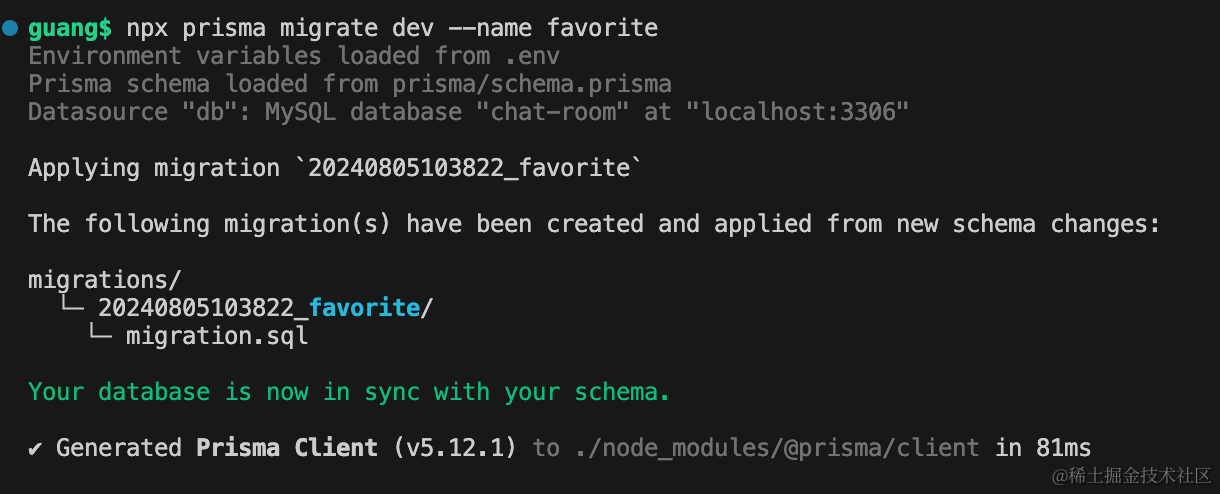 guang$ npx prisma migrate dev --name favorite
Environment variables loaded from .env
Prisma schema loaded from prisma/schema.prisma
Datasource "db": MySQL database "chat-room" at "localhost:3306"
Applying migration `20240805103822_favorite`
The following migration(s) have been created and applied from new schema changes:
migrations/
└─ 20240805103822_favorite/
└─ migration.sql
Your database is now in sync with your schema.
✔ Generated Prisma Client (v5.12.1) to ./node_modules/@prisma/client in 81ms
@稀土掘金技术社区